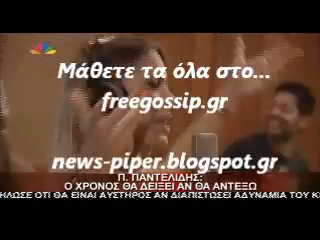 Μάθετε τα όλα στο...
freegossip.gr
news-piper.blogspot.gr
Π. ΠΑΝΤΕΛΙΔΗΣ:
Ο ΧΡΟΝΟΣ ΘΑ ΔΕΙΞΕΙ ΑΝ ΘΑ ΑΝΤΕΞΩ
ΗΛΩΣΕ ΟΤΙ ΘΑ ΕΙΝΑΙ ΑΥΣΤΗΡΟΣ ΑΝ ΔΙΑΠΙΣΤΩΣΕΙ ΑΔΥΝΑΜΙΑ ΤΟΥ Κ